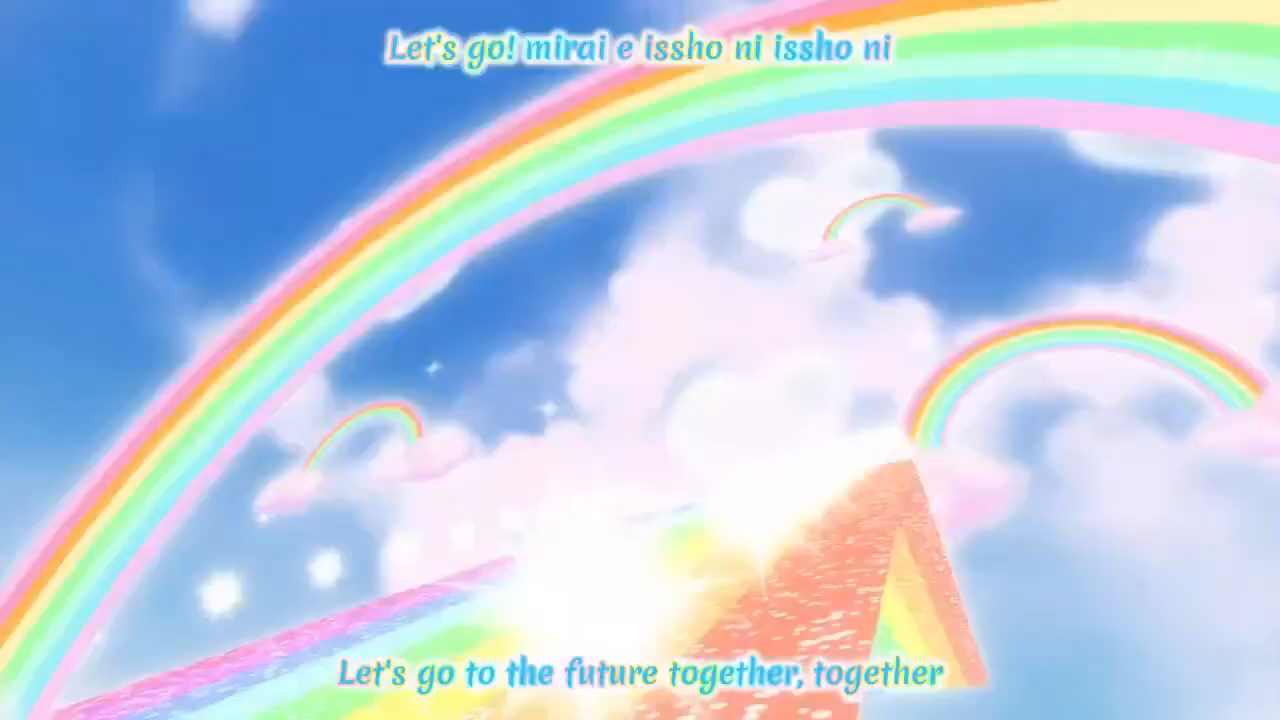 Let's go! mirai e issho ni issho ni
Let's go to the future together, together